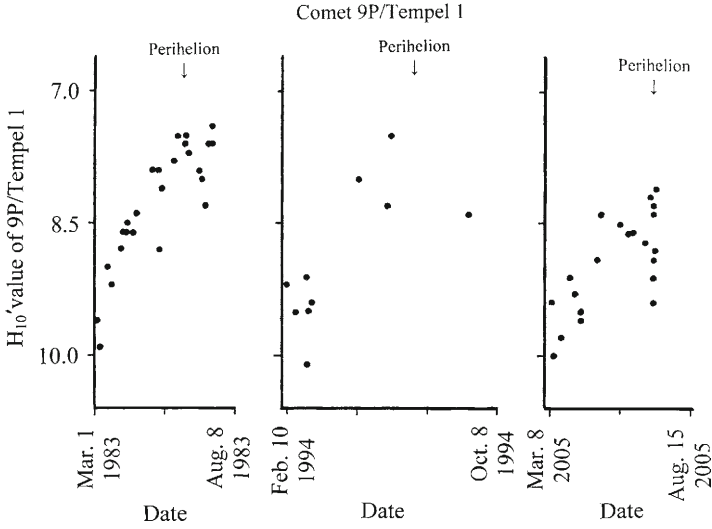 Comet 9P/Tempel 1
Perihelion
↓
Perihelion
↓
Perihelion
↓
H₁₀′ value of 9P/Tempel 1
7.0
8.5
10.0
Mar. 1
1983
Aug. 8
1983
Feb. 10
1994
Oct. 8
1994
Mar. 8
2005
Aug. 15
2005
Date
Date
Date